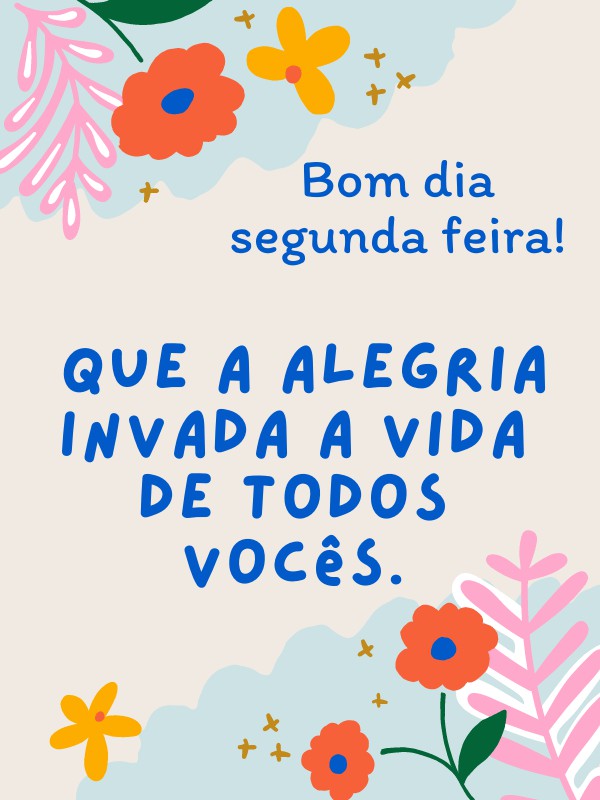 Bom dia
segunda feira!
QUE A ALEGRIA
INVADA A VIDA
DE TODOS
VOCêS.